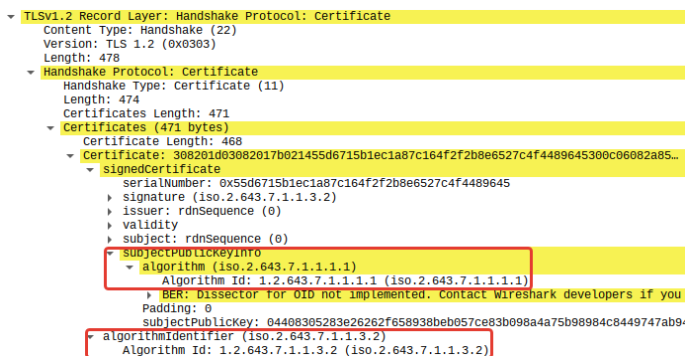 TLSv1.2 Record Layer: Handshake Protocol: Certificate
Content Type: Handshake (22)
Version: TLS 1.2 (0x0303)
Length: 478
Handshake Protocol: Certificate
Handshake Type: Certificate (11)
Length: 474
Certificates Length: 471
Certificates (471 bytes)
Certificate Length: 468
Certificate: 308201d03082017b021455d6715b1ec1a87c164f2f2b8e6527c4f4489645300c06082a85…
signedCertificate
serialNumber: 0x55d6715b1ec1a87c164f2f2b8e6527c4f4489645
signature (iso.2.643.7.1.1.3.2)
issuer: rdnSequence (0)
validity
subject: rdnSequence (0)
subjectPublicKeyInfo
algorithm (iso.2.643.7.1.1.1.1)
Algorithm Id: 1.2.643.7.1.1.1.1 (iso.2.643.7.1.1.1.1)
BER: Dissector for OID not implemented. Contact Wireshark developers if you
Padding: 0
subjectPublicKey: 04408305283e26262f658938beb057ce83b098a4a75b98984c8449747ab94
algorithmIdentifier (iso.2.643.7.1.1.3.2)
Algorithm Id: 1.2.643.7.1.1.3.2 (iso.2.643.7.1.1.3.2)